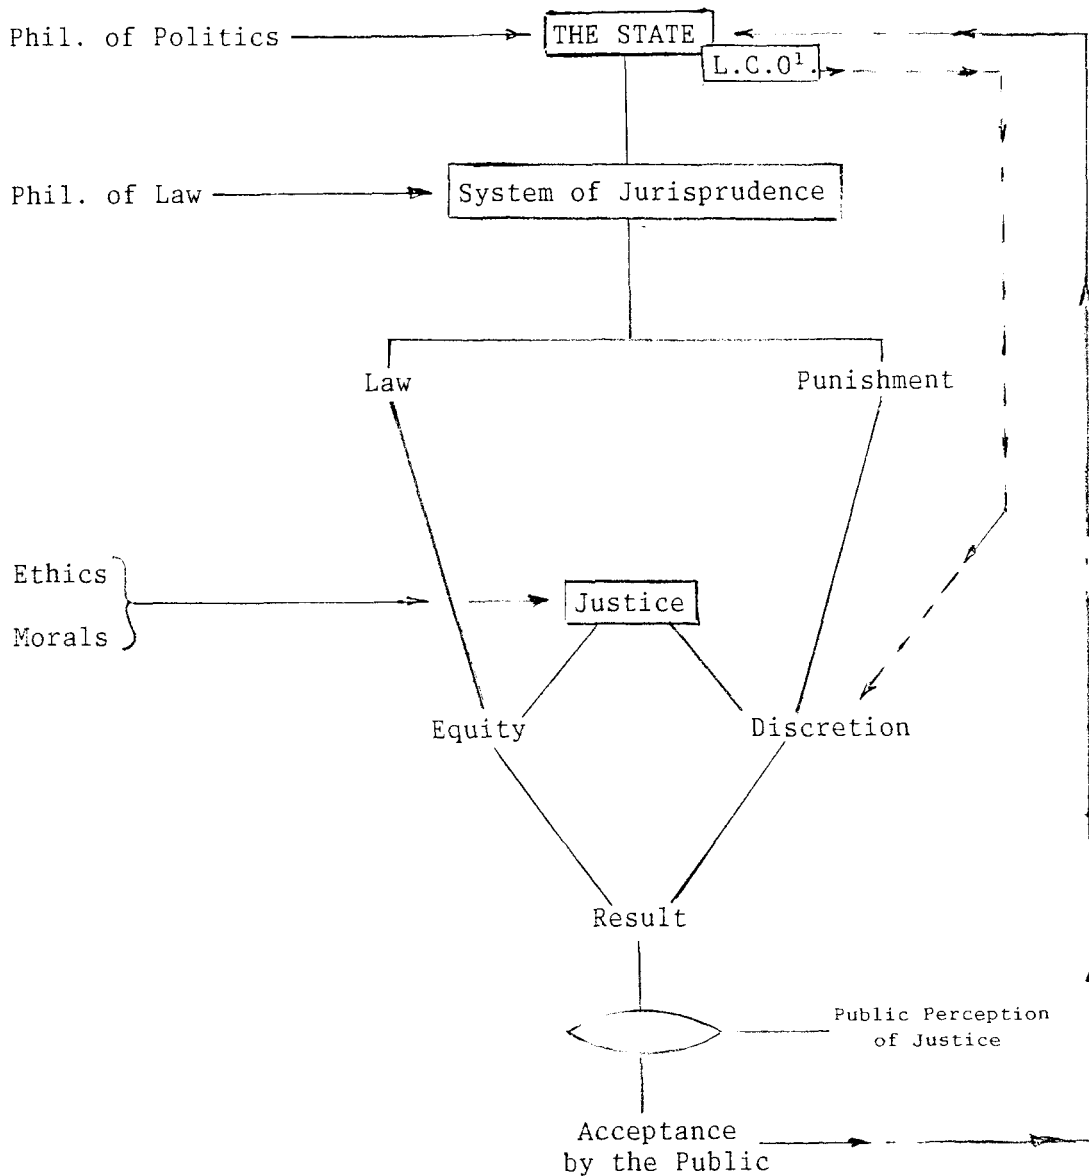 Phil. of Politics
THE STATE
L.C.O¹.
Phil. of Law
System of Jurisprudence
Law
Punishment
Ethics
Morals
Justice
Equity
Discretion
Result
Public Perception
of Justice
Acceptance
by the Public